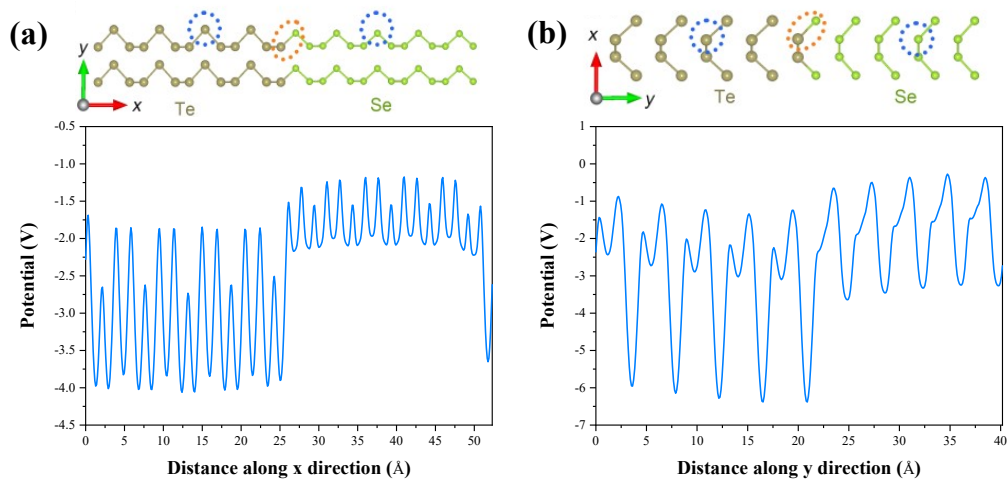 (a)
y
x
Te
Se
-0.5
-1.0
-1.5
-2.0
-2.5
-3.0
-3.5
-4.0
-4.5
Potential (V)
0 5 10 15 20 25 30 35 40 45 50
Distance along x direction (Å)
(b)
x
y
Te
Se
1
0
-1
-2
-3
-4
-5
-6
-7
Potential (V)
0 5 10 15 20 25 30 35 40
Distance along y direction (Å)